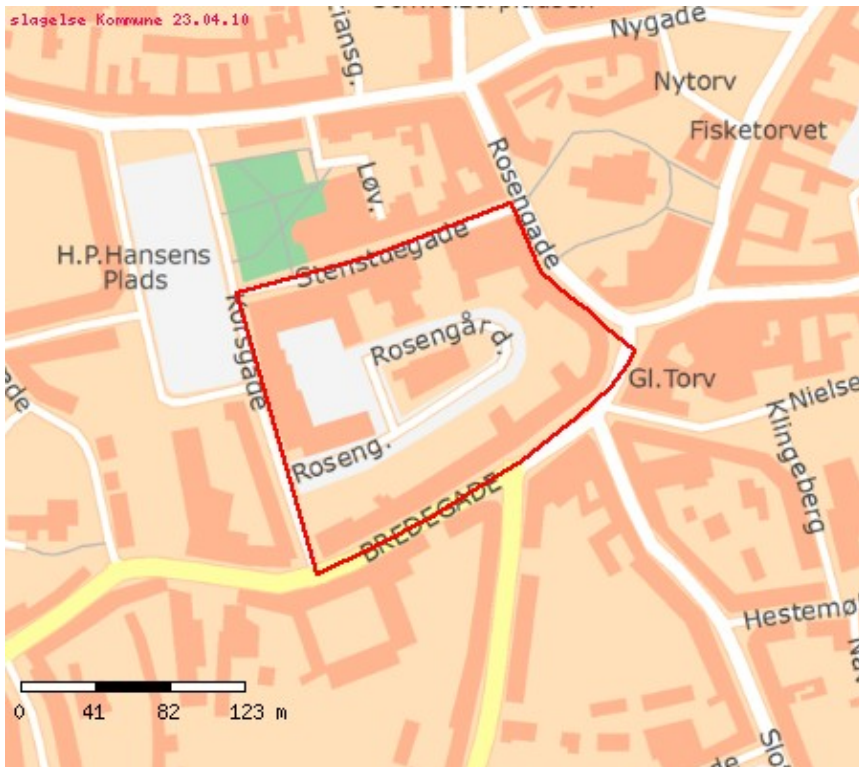 slagelse Kommune 23.04.10
Nygade
Nytorv
Fisketorvet
Rosengade
Løv.
H.P.Hansens
Plads
Stenstuegade
Korsgade
Rosengård.
Gl.Torv
Nielse
Klingeberg
Roseng.
BREDEGADE
Hestemøl
0 41 82 123 m